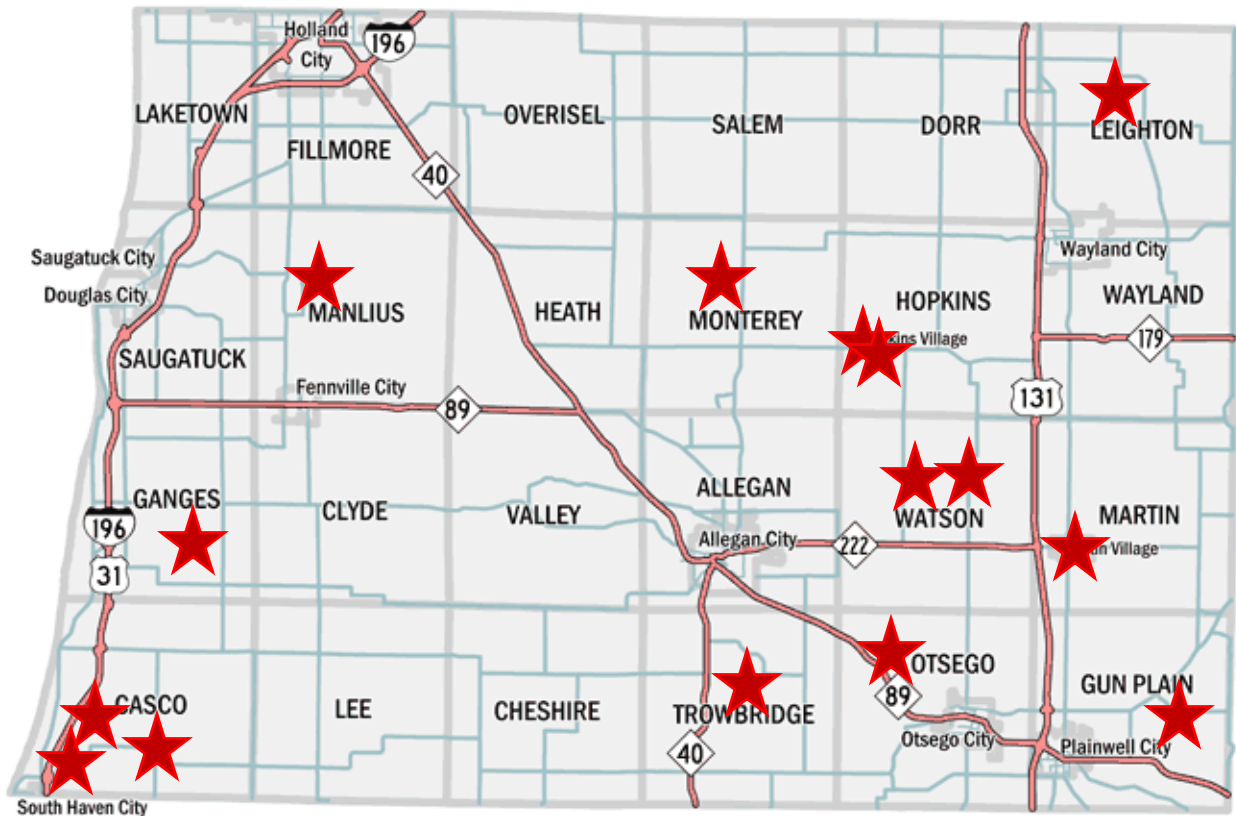 Holland
City
196
LAKETOWN
OVERISEL
SALEM
DORR
LEIGHTON
FILLMORE
40
Saugatuck City
Wayland City
Douglas City
MANLIUS
HEATH
MONTEREY
HOPKINS
WAYLAND
Village
179
SAUGATUCK
Fennville City
89
131
GANGES
CLYDE
VALLEY
ALLEGAN
WATSON
MARTIN
196
Allegan City
222
Village
31
OTSEGO
GUN PLAIN
89
CASCO
LEE
CHESHIRE
TROWBRIDGE
Otsego City
Plainwell City
40
South Haven City